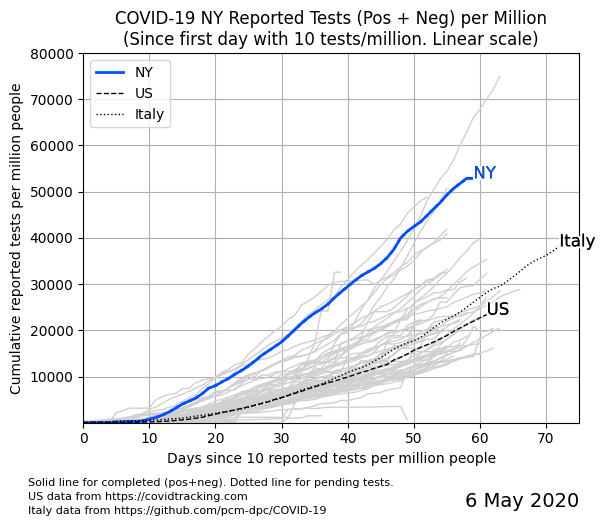 COVID-19 NY Reported Tests (Pos + Neg) per Million
(Since first day with 10 tests/million. Linear scale)
80000
70000
60000
50000
40000
30000
20000
10000
Cumulative reported tests per million people
NY
US
Italy
NY
Italy
US
0 10 20 30 40 50 60 70
Days since 10 reported tests per million people
Solid line for completed (pos+neg). Dotted line for pending tests.
US data from https://covidtracking.com
Italy data from https://github.com/pcm-dpc/COVID-19
6 May 2020